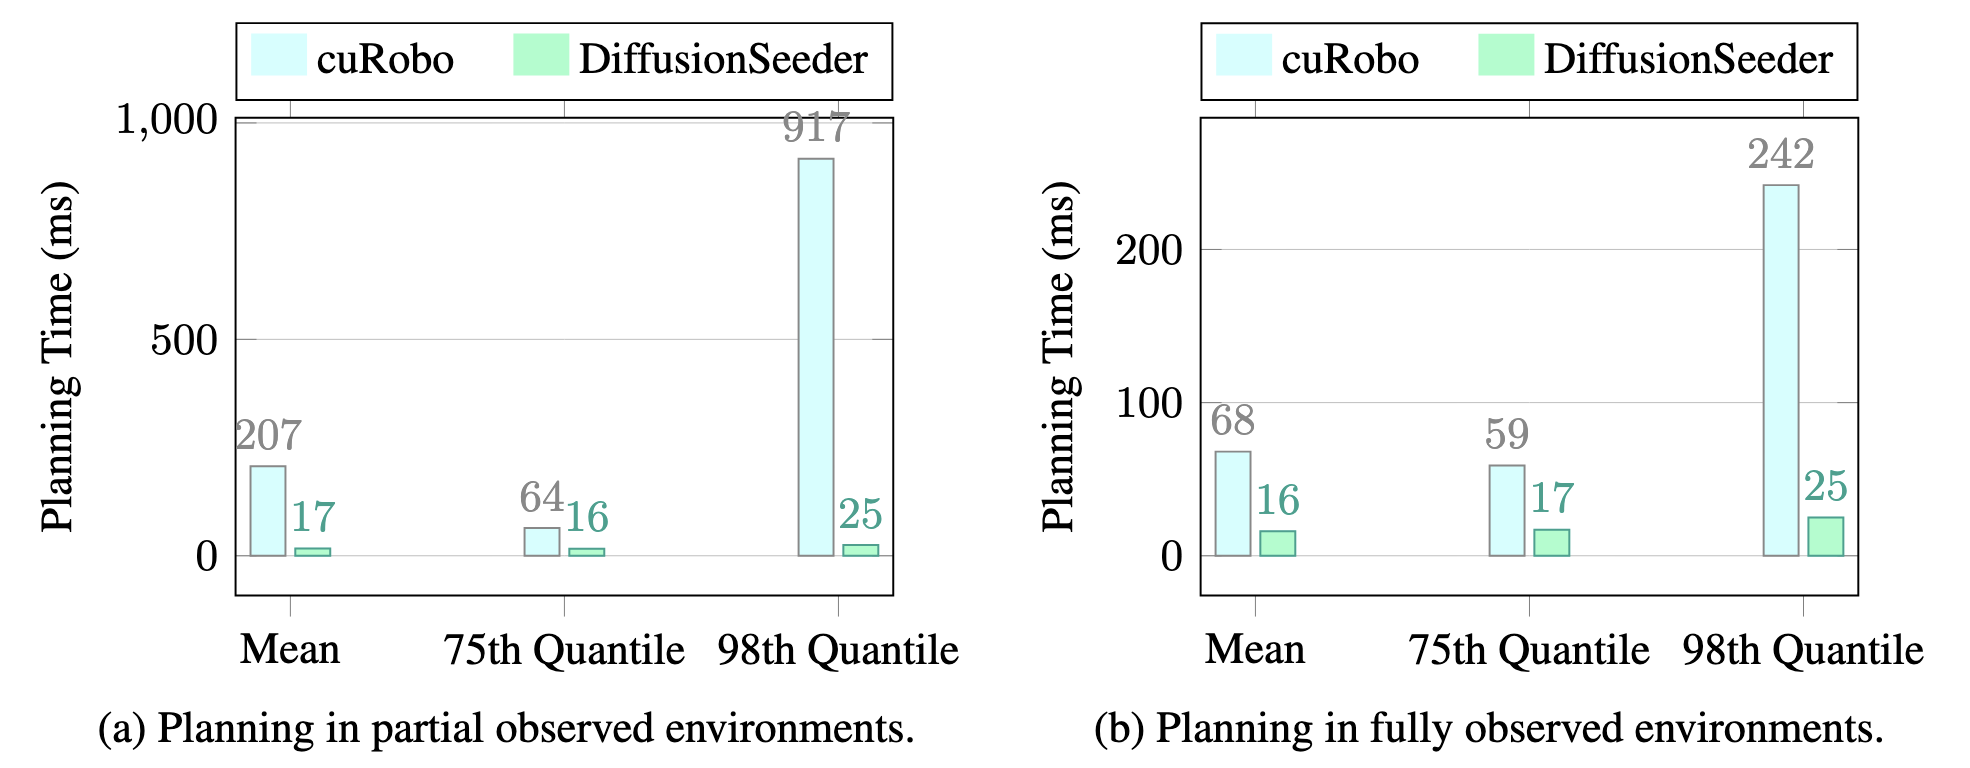 cuRobo DiffusionSeeder
Planning Time (ms)
1,000
500
0
207
17
64
16
917
25
Mean 75th Quantile 98th Quantile
(a) Planning in partial observed environments.
cuRobo DiffusionSeeder
Planning Time (ms)
200
100
0
68
16
59
17
242
25
Mean 75th Quantile 98th Quantile
(b) Planning in fully observed environments.